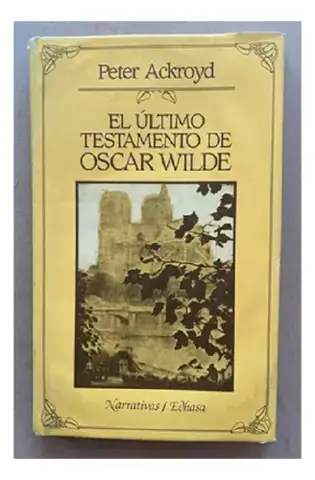 Peter Ackroyd
EL ÚLTIMO
TESTAMENTO DE
OSCAR WILDE
Narrativas / Edhasa